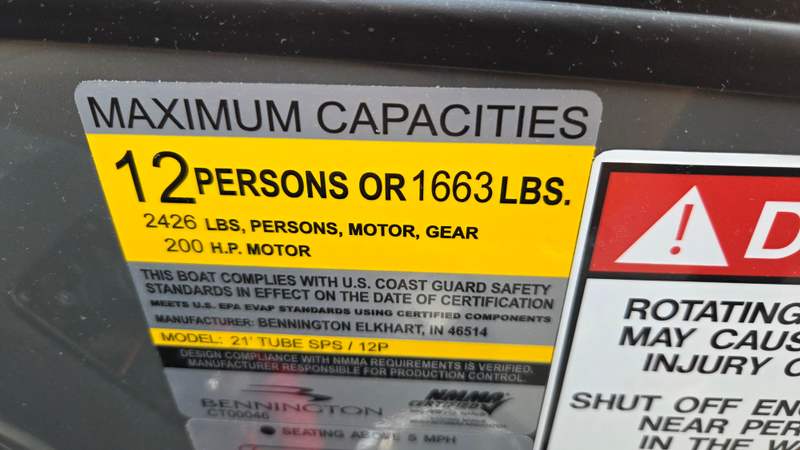 MAXIMUM CAPACITIES
12 PERSONS OR 1663 LBS.
2426 LBS, PERSONS, MOTOR, GEAR
200 H.P. MOTOR
THIS BOAT COMPLIES WITH U.S. COAST GUARD SAFETY
STANDARDS IN EFFECT ON THE DATE OF CERTIFICATION
MEETS U.S. EPA EVAP STANDARDS USING CERTIFIED COMPONENTS
MANUFACTURER: BENNINGTON ELKHART, IN 46514
MODEL: 21' TUBE SPS / 12P
DESIGN COMPLIANCE WITH NMMA REQUIREMENTS IS VERIFIED.
MANUFACTURER RESPONSIBLE FOR PRODUCTION CONTROL.
BENNINGTON
CT00046
NMMA
CERTIFIED
SEATING ABOVE 5 MPH
D
ROTATING
MAY CAUS
INJURY
SHUT OFF EN
NEAR PER
IN THE W